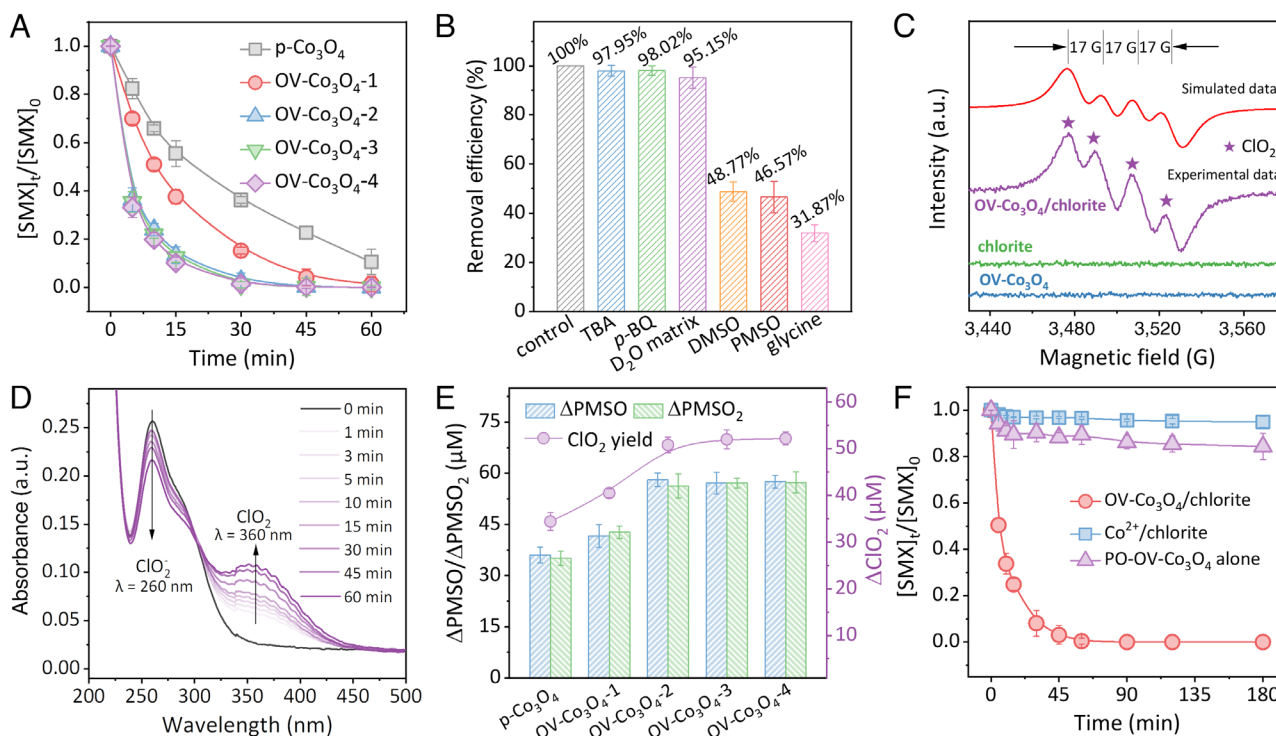 A
[SMX]t/[SMX]0
1.0
0.8
0.6
0.4
0.2
0.0
0
15
30
45
60
Time (min)
p-Co3O4
OV-Co3O4-1
OV-Co3O4-2
OV-Co3O4-3
OV-Co3O4-4
B
Removal efficiency (%)
120
100
80
60
40
20
0
100%
97.95%
98.02%
95.15%
48.77%
46.57%
31.87%
control
TBA
p-BQ
D2O matrix
DMSO
PMSO
glycine
C
Intensity (a.u.)
17 G 17 G 17 G
Simulated data
★ ClO2
Experimental data
OV-Co3O4/chlorite
chlorite
OV-Co3O4
3,440
3,480
3,520
3,560
Magnetic field (G)
D
Absorbance (a.u.)
0.25
0.20
0.15
0.10
0.05
0.00
ClO2-
λ = 260 nm
ClO2
λ = 360 nm
0 min
1 min
3 min
5 min
10 min
15 min
30 min
45 min
60 min
200
250
300
350
400
450
500
Wavelength (nm)
E
ΔPMSO/ΔPMSO2 (μM)
75
60
45
30
15
0
ΔPMSO
ΔPMSO2
ClO2 yield
60
50
40
30
20
10
ΔClO2 (μM)
p-Co3O4
OV-Co3O4-1
OV-Co3O4-2
OV-Co3O4-3
OV-Co3O4-4
F
[SMX]t/[SMX]0
1.0
0.8
0.6
0.4
0.2
0.0
OV-Co3O4/chlorite
Co2+/chlorite
PO-OV-Co3O4 alone
0
45
90
135
180
Time (min)